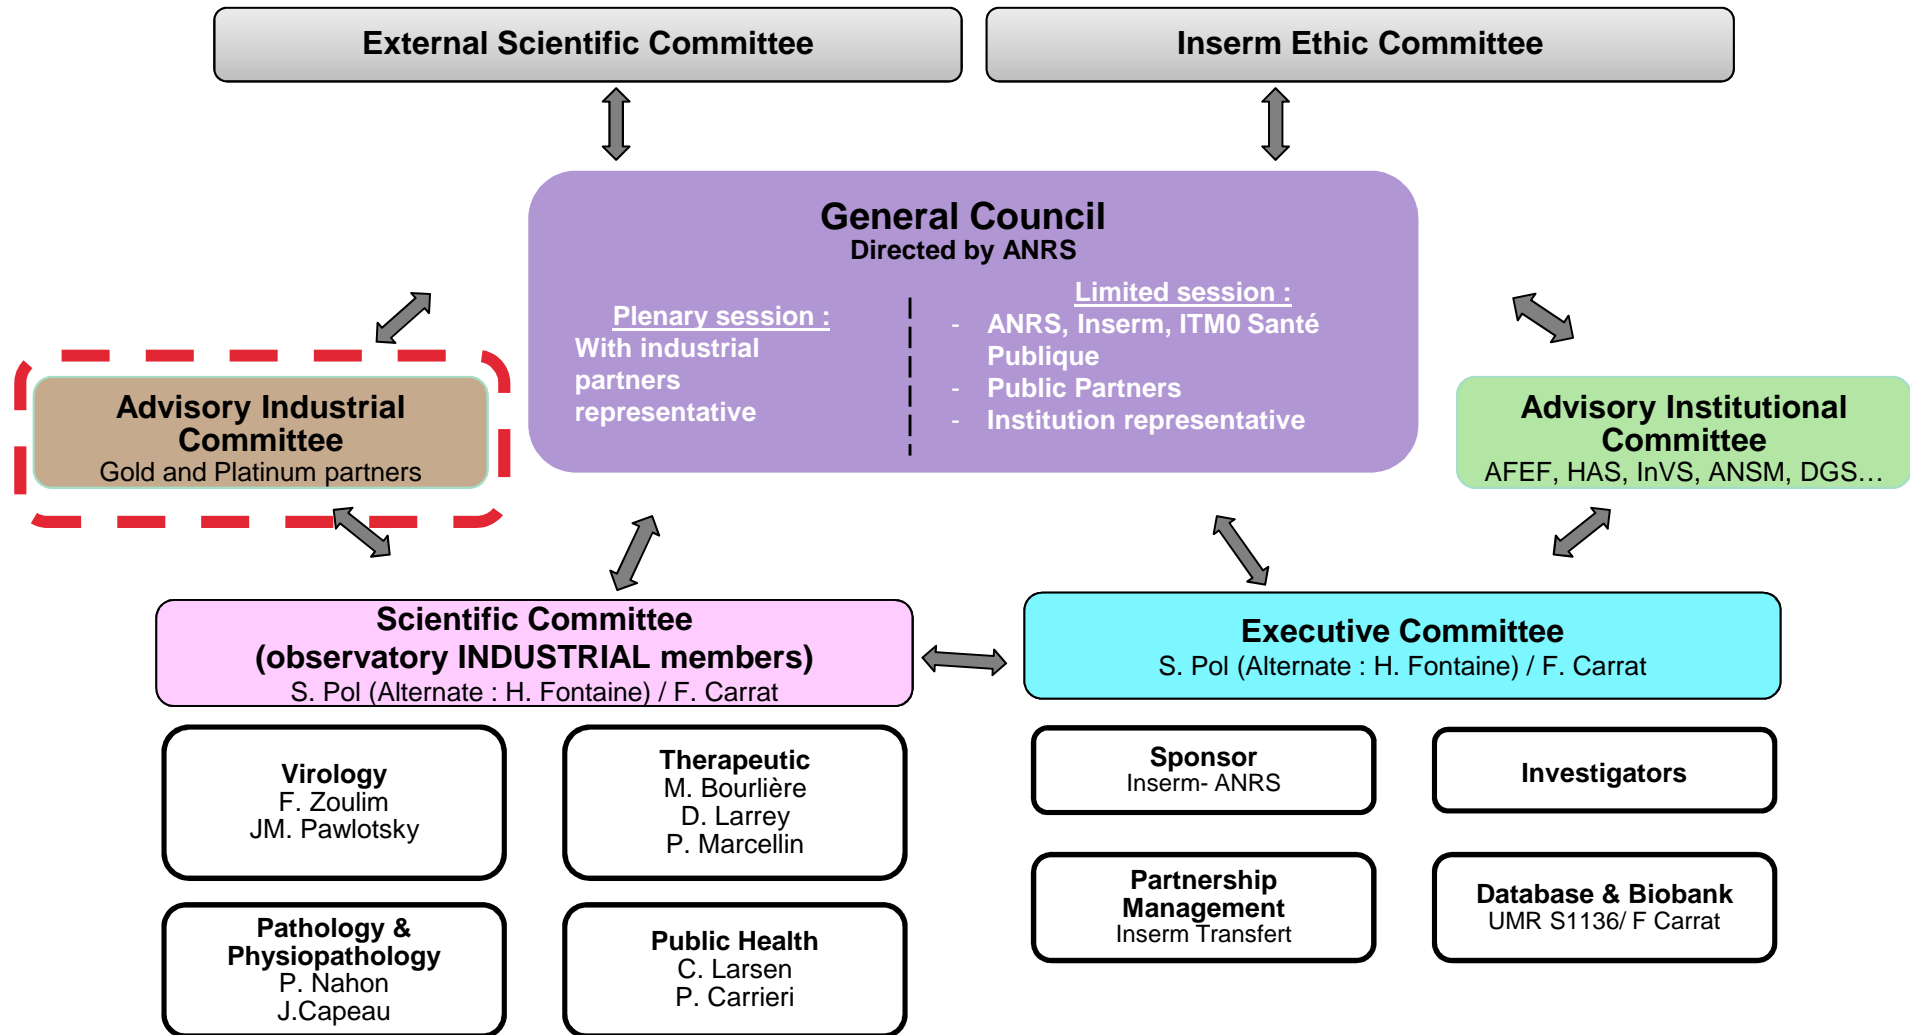 External Scientific Committee
Inserm Ethic Committee
General Council
Directed by ANRS
Plenary session :
With industrial
partners
representative
Limited session :
- ANRS, Inserm, ITM0 Santé
Publique
- Public Partners
- Institution representative
Advisory Industrial
Committee
Gold and Platinum partners
Advisory Institutional
Committee
AFEF, HAS, InVS, ANSM, DGS…
Scientific Committee
(observatory INDUSTRIAL members)
S. Pol (Alternate : H. Fontaine) / F. Carrat
Executive Committee
S. Pol (Alternate : H. Fontaine) / F. Carrat
Virology
F. Zoulim
JM. Pawlotsky
Therapeutic
M. Bourlière
D. Larrey
P. Marcellin
Sponsor
Inserm- ANRS
Investigators
Pathology &
Physiopathology
P. Nahon
J.Capeau
Public Health
C. Larsen
P. Carrieri
Partnership
Management
Inserm Transfert
Database & Biobank
UMR S1136/ F Carrat